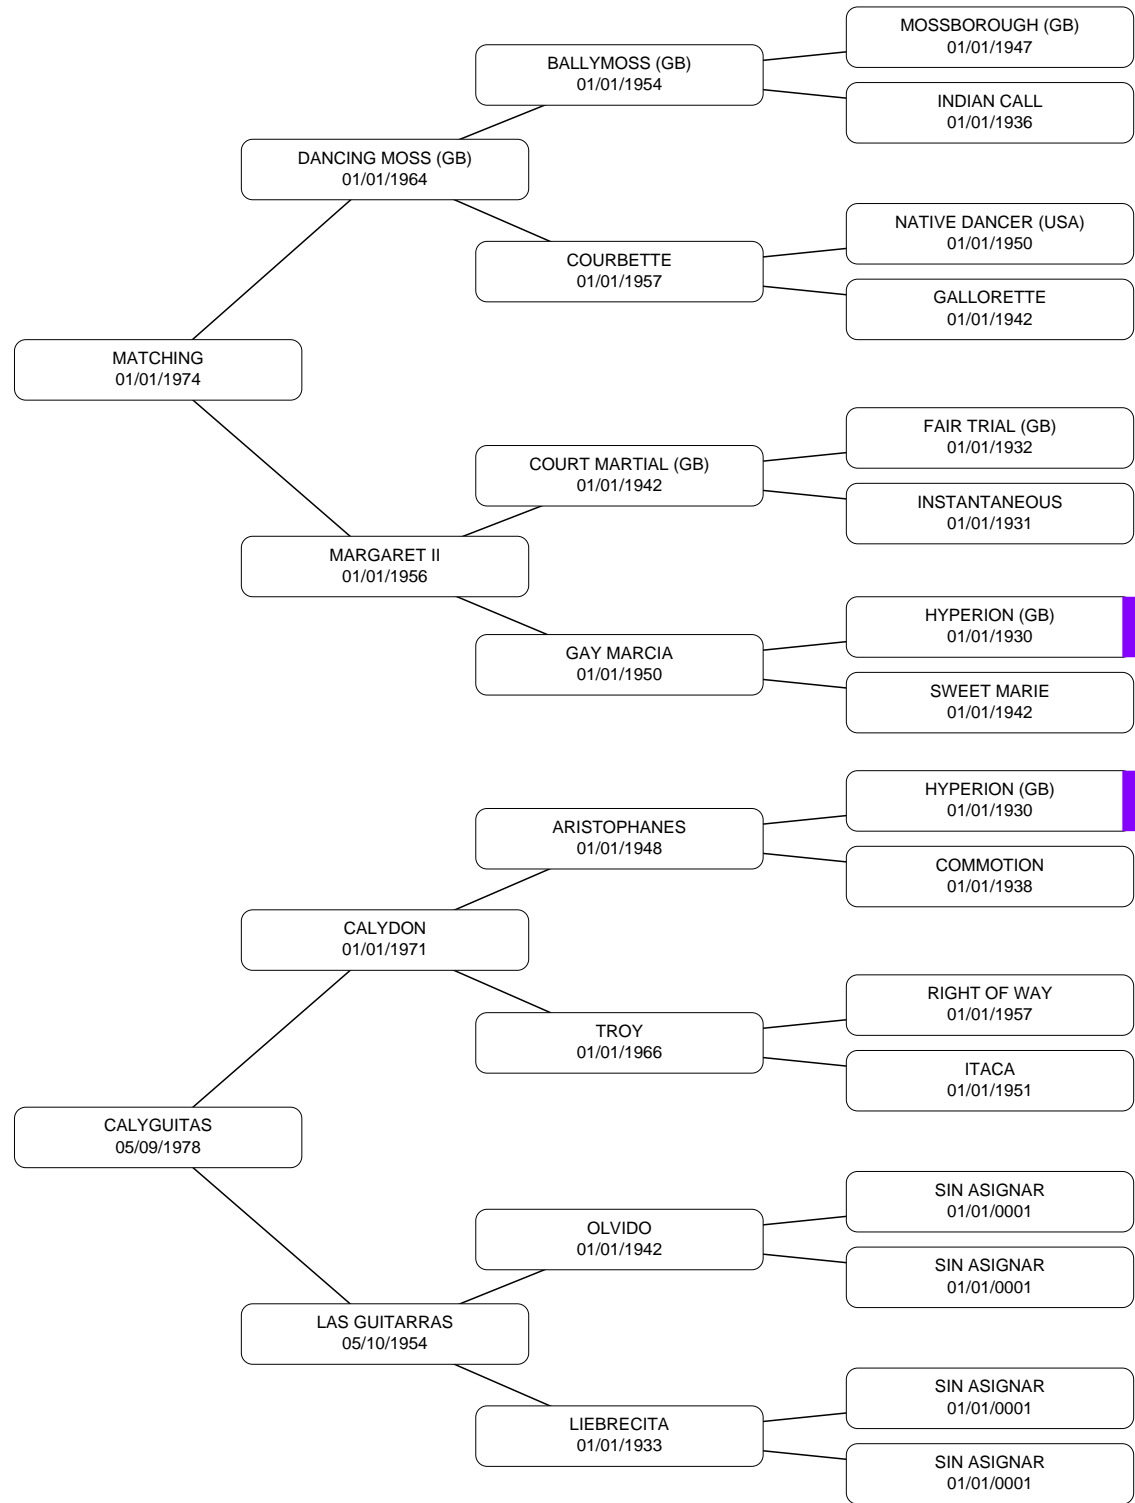 MOSSBOROUGH (GB)
01/01/1947
BALLYMOSS (GB)
01/01/1954
INDIAN CALL
01/01/1936
DANCING MOSS (GB)
01/01/1964
NATIVE DANCER (USA)
01/01/1950
COURBETTE
01/01/1957
GALLORETTE
01/01/1942
MATCHING
01/01/1974
FAIR TRIAL (GB)
01/01/1932
COURT MARTIAL (GB)
01/01/1942
INSTANTANEOUS
01/01/1931
MARGARET II
01/01/1956
HYPERION (GB)
01/01/1930
GAY MARCIA
01/01/1950
SWEET MARIE
01/01/1942
HYPERION (GB)
01/01/1930
ARISTOPHANES
01/01/1948
COMMOTION
01/01/1938
CALYDON
01/01/1971
RIGHT OF WAY
01/01/1957
TROY
01/01/1966
ITACA
01/01/1951
CALYGUITAS
05/09/1978
SIN ASIGNAR
01/01/0001
OLVIDO
01/01/1942
SIN ASIGNAR
01/01/0001
LAS GUITARRAS
05/10/1954
SIN ASIGNAR
01/01/0001
LIEBRECITA
01/01/1933
SIN ASIGNAR
01/01/0001